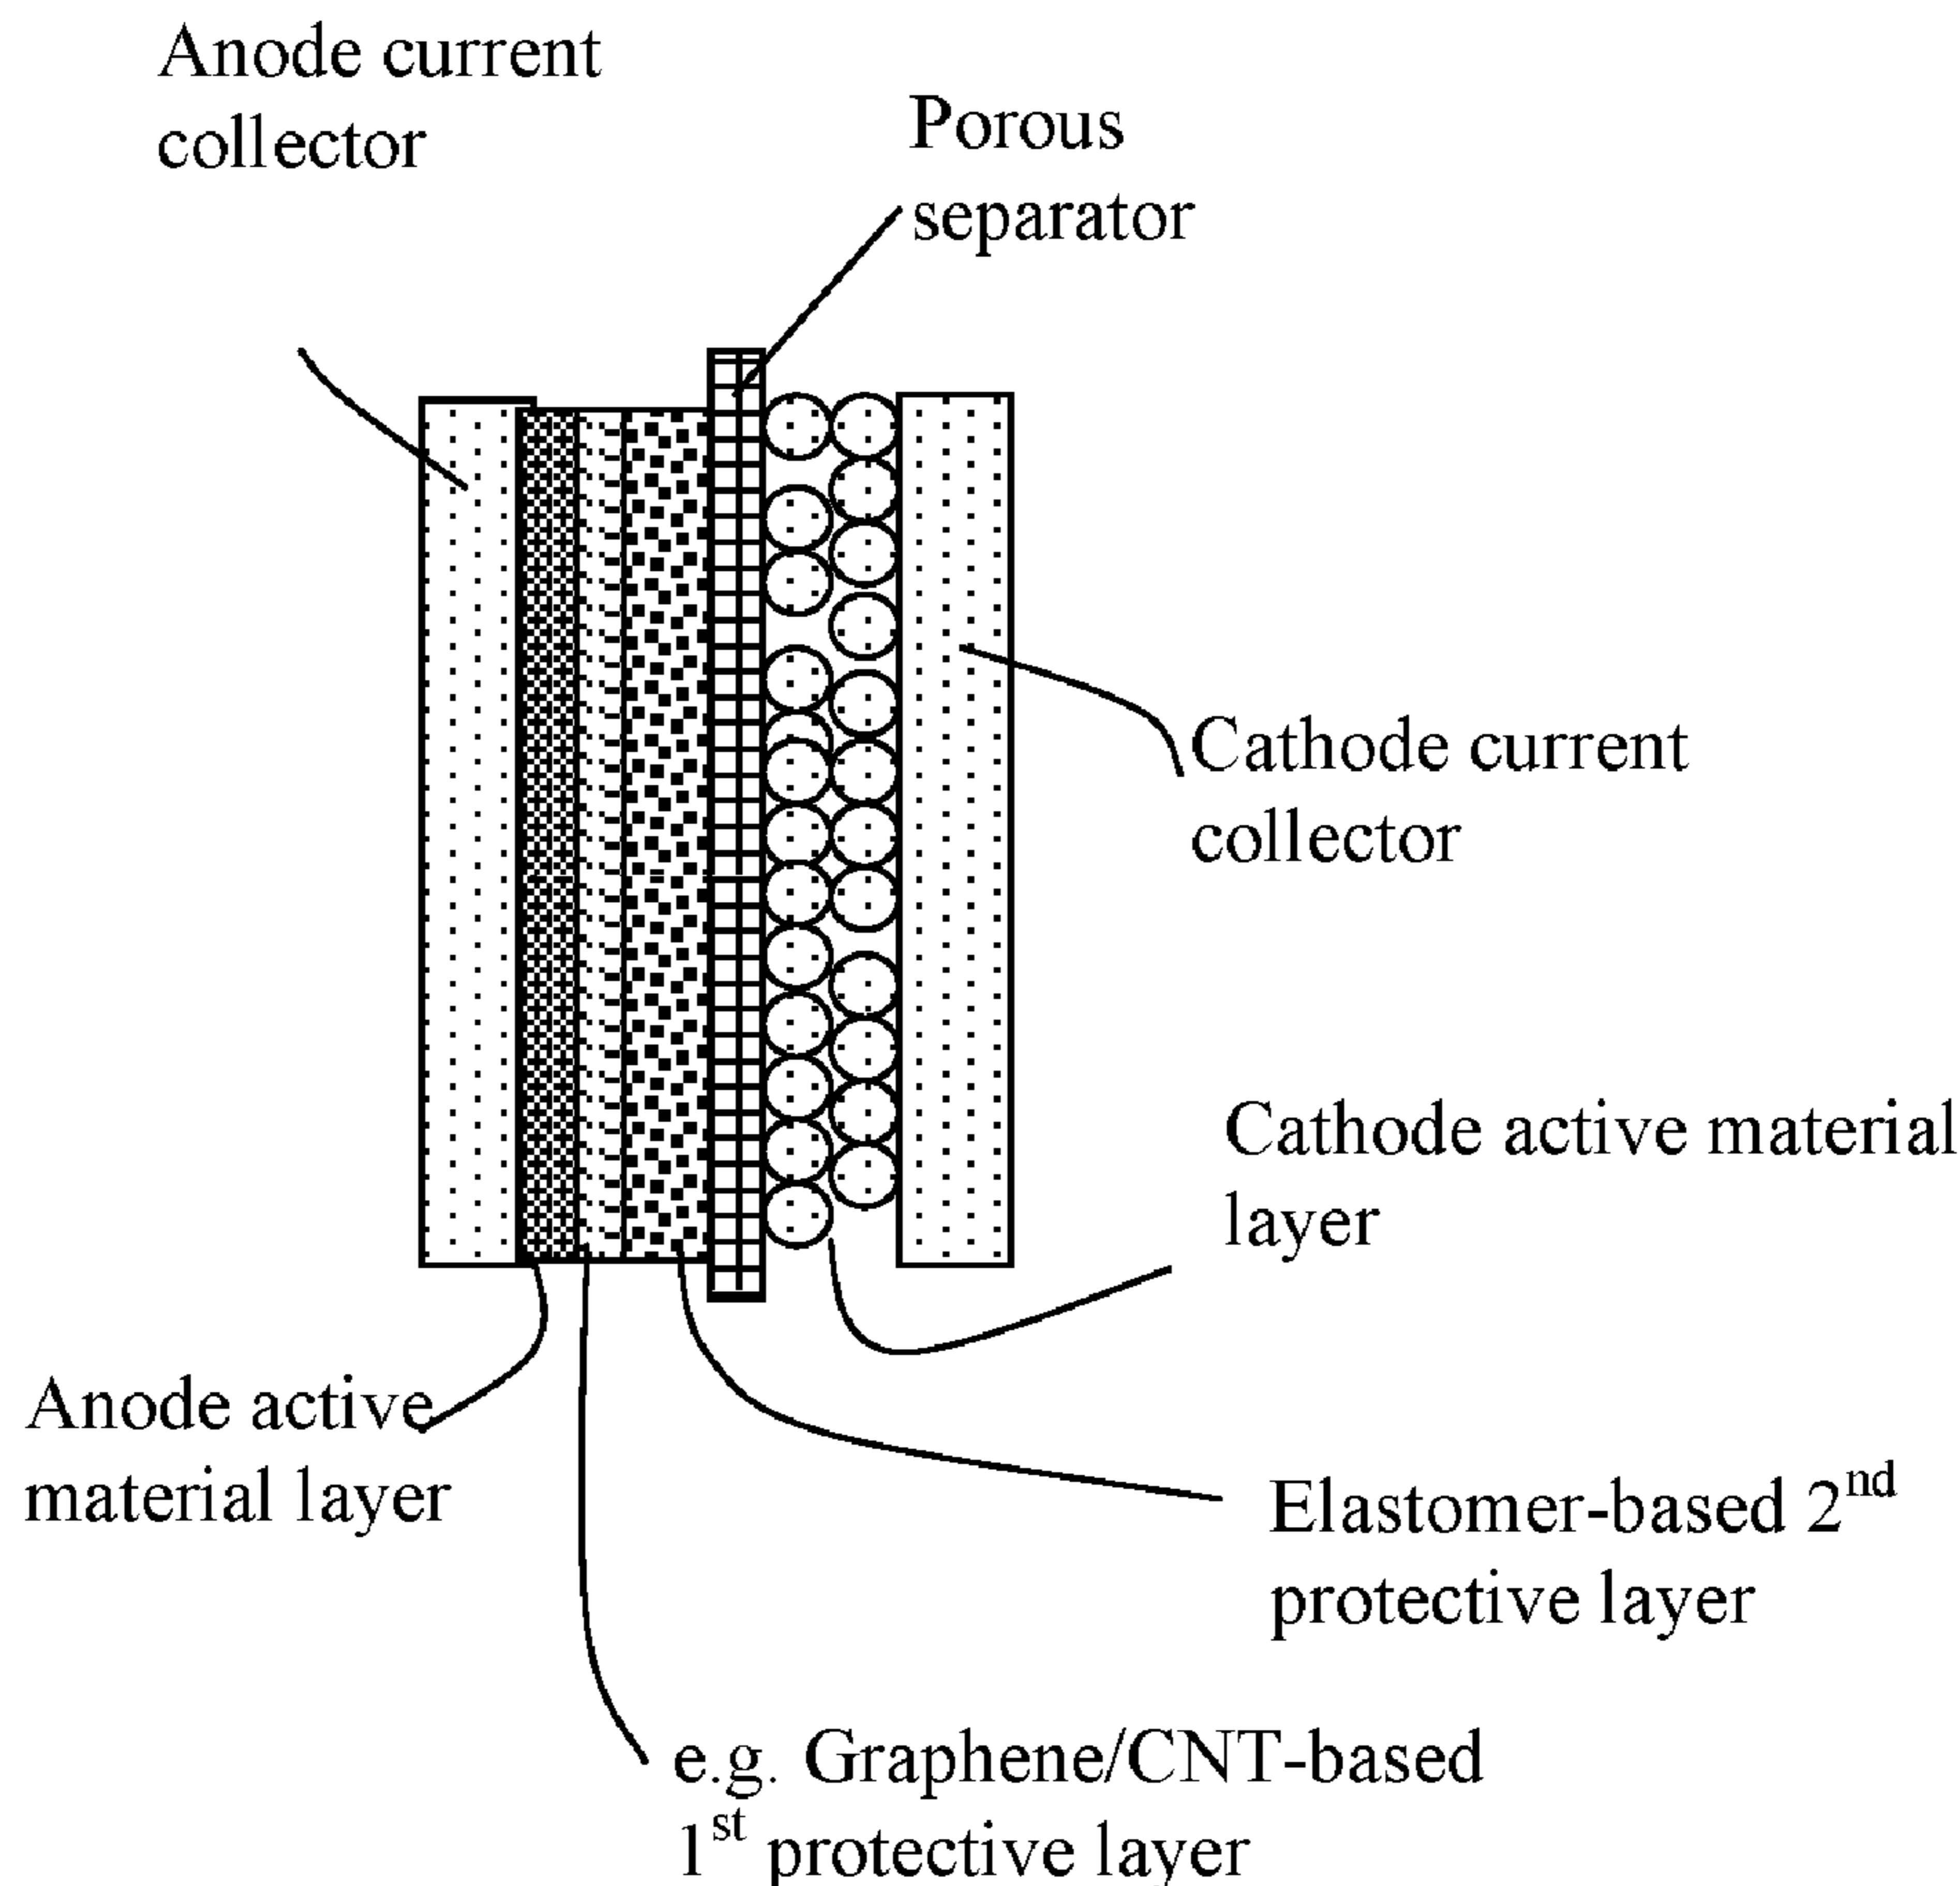 Anode current
collector
Porous
separator
Cathode current
collector
Cathode active material
layer
Anode active
material layer
Elastomer-based 2nd
protective layer
e.g. Graphene/CNT-based
1st protective layer